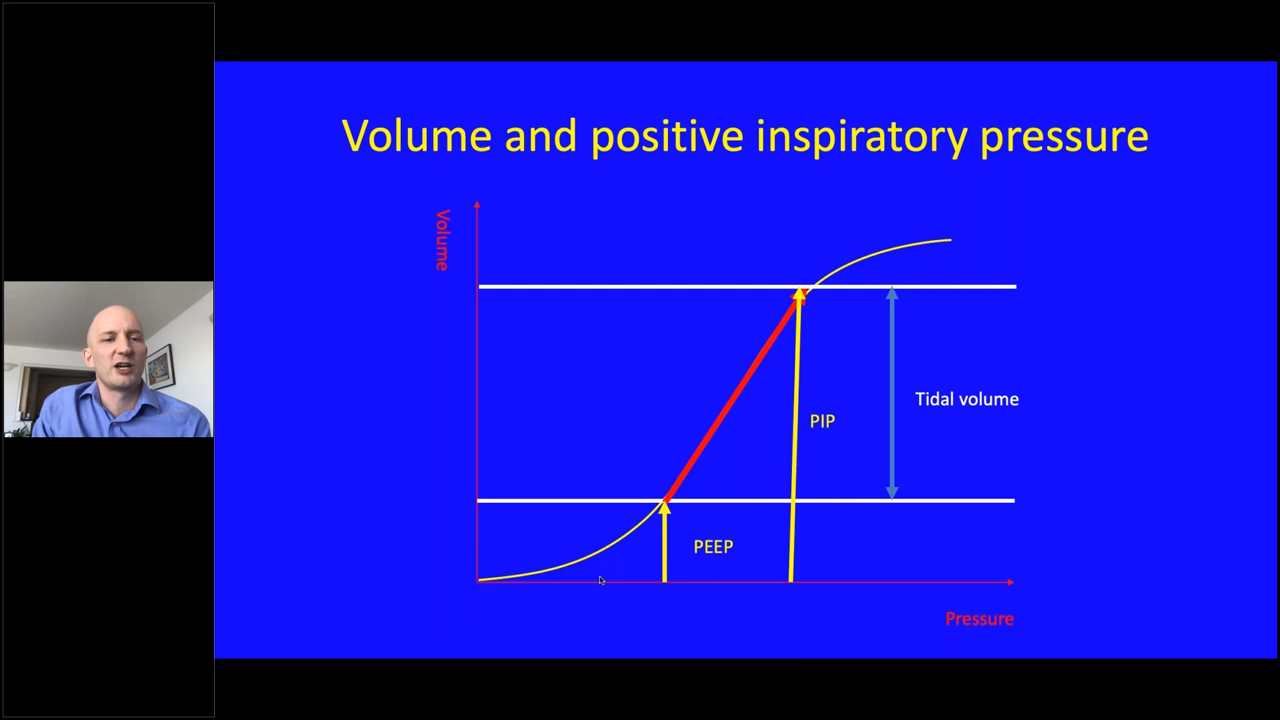 Volume and positive inspiratory pressure
Volume
Tidal volume
PIP
PEEP
Pressure